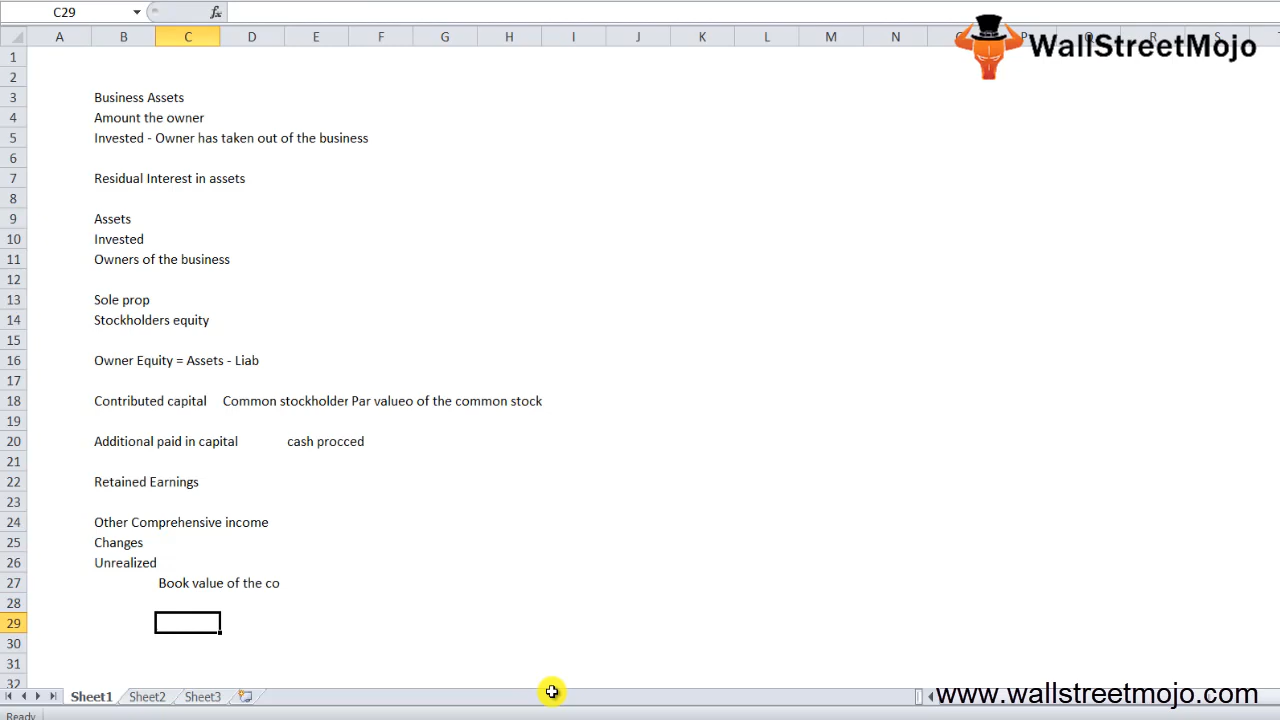 C29
fx
A B C D E F G H J K L M N S
WallStreetMojo
1
2
3 Business Assets
4 Amount the owner
5 Invested - Owner has taken out of the business
6
7 Residual Interest in assets
8
9 Assets
10 Invested
11 Owners of the business
12
13 Sole prop
14 Stockholders equity
15
16 Owner Equity = Assets - Liab
17
18 Contributed capital Common stockholder Par valueo of the common stock
19
20 Additional paid in capital cash procced
21
22 Retained Earnings
23
24 Other Comprehensive income
25 Changes
26 Unrealized
27 Book value of the co
28
29
30
31
32
Sheet1 Sheet2 Sheet3
www.wallstreetmojo.com
Ready